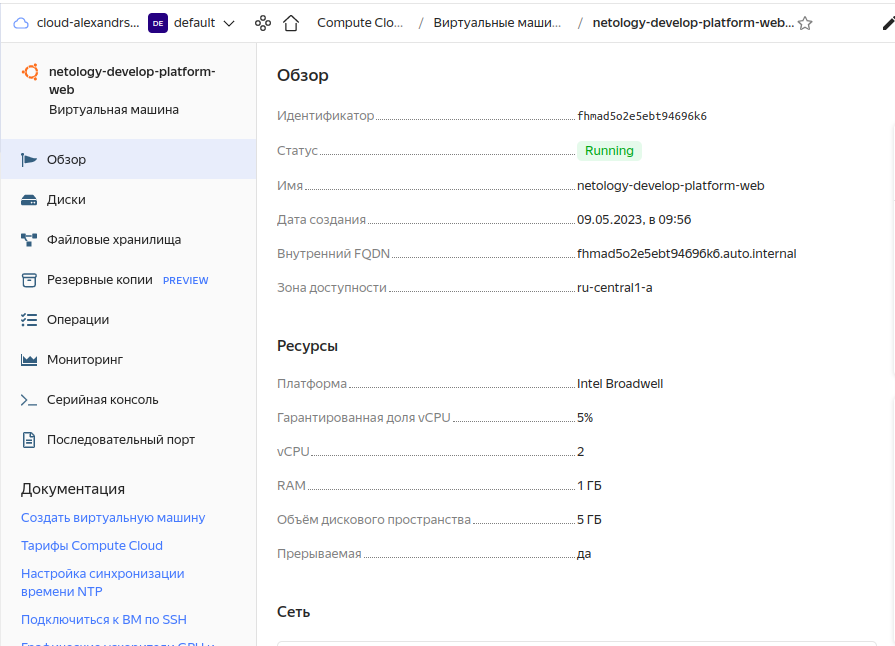 cloud-alexandrs... DE default Compute Clo... / Виртуальные маши... / netology-develop-platform-web...
netology-develop-platform-
web
Виртуальная машина
Обзор
Диски
Файловые хранилища
Резервные копии PREVIEW
Операции
Мониторинг
Серийная консоль
Последовательный порт
Документация
Создать виртуальную машину
Тарифы Compute Cloud
Настройка синхронизации
времени NTP
Подключиться к ВМ по SSH
Обзор
Идентификатор fhmad5o2e5ebt94696k6
Статус Running
Имя netology-develop-platform-web
Дата создания 09.05.2023, в 09:56
Внутренний FQDN fhmad5o2e5ebt94696k6.auto.internal
Зона доступности ru-central1-a
Ресурсы
Платформа Intel Broadwell
Гарантированная доля vCPU 5%
vCPU 2
RAM 1 ГБ
Объём дискового пространства 5 ГБ
Прерываемая да
Сеть